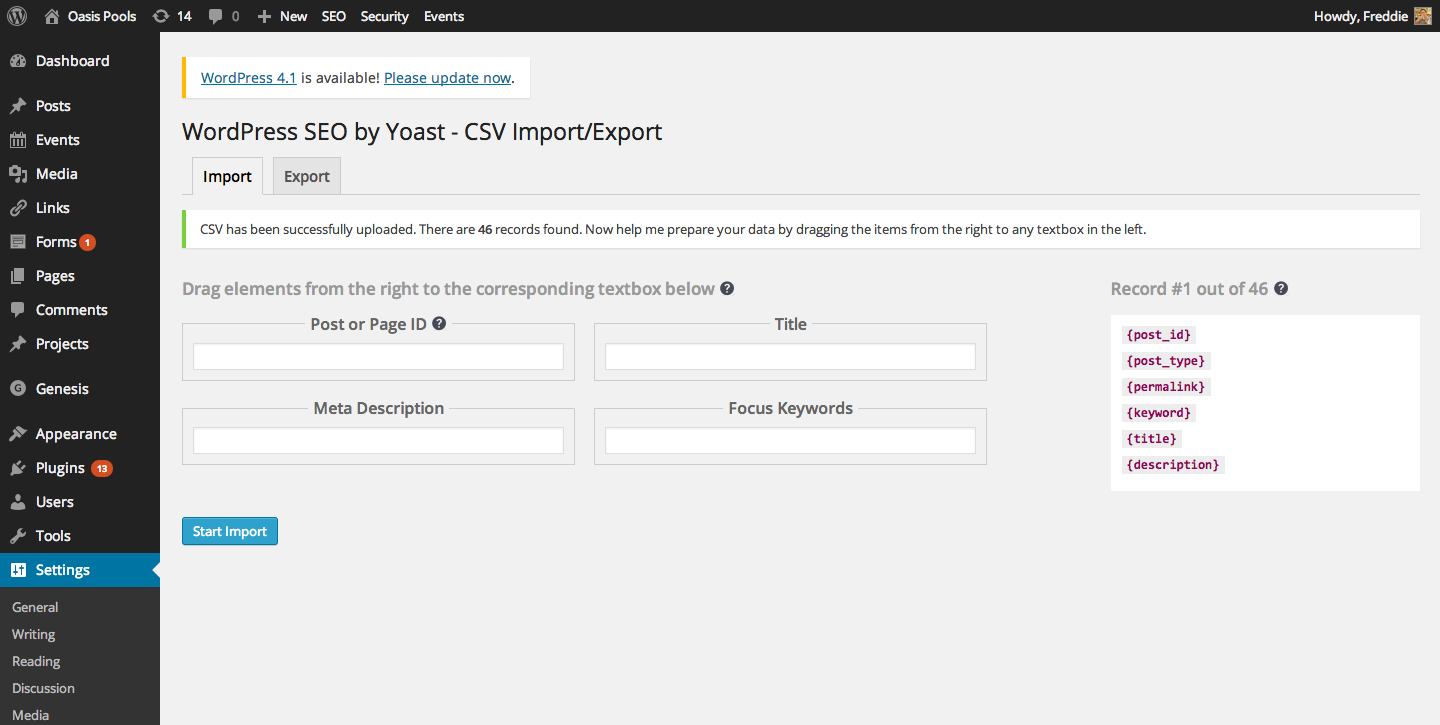 Oasis Pools 14 0 New SEO Security Events Howdy, Freddie
Dashboard
Posts
Events
Media
Links
Forms 1
Pages
Comments
Projects
Genesis
Appearance
Plugins 13
Users
Tools
Settings
General
Writing
Reading
Discussion
Media
WordPress 4.1 is available! Please update now.
WordPress SEO by Yoast - CSV Import/Export
Import Export
CSV has been successfully uploaded. There are 46 records found. Now help me prepare your data by dragging the items from the right to any textbox in the left.
Drag elements from the right to the corresponding textbox below ?
Post or Page ID ? Title
Meta Description Focus Keywords
Start Import
Record #1 out of 46 ?
{post_id}
{post_type}
{permalink}
{keyword}
{title}
{description}